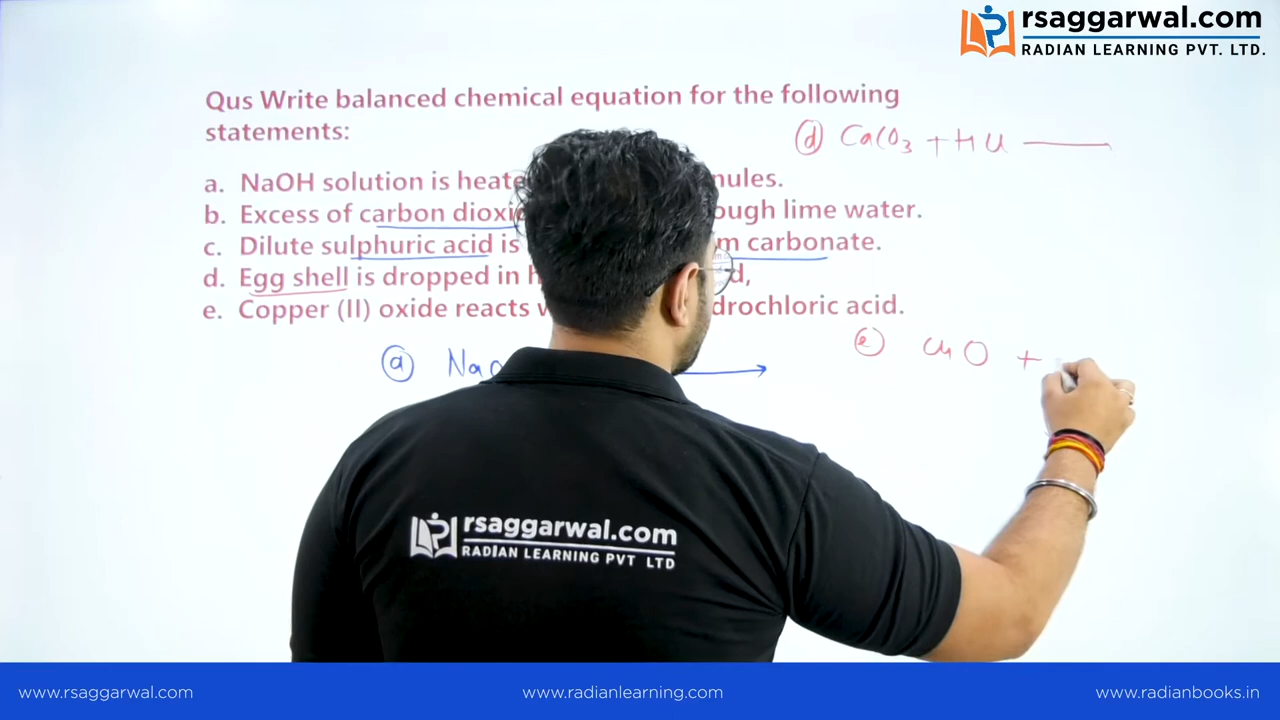 rsaggarwal.com
RADIAN LEARNING PVT. LTD.
Qus Write balanced chemical equation for the following
statements:
ⓓ CaCO3 + HCl
a. NaOH solution is heate nules.
b. Excess of carbon dioxi ough lime water.
c. Dilute sulphuric acid is m carbonate.
d. Egg shell is dropped in h d,
e. Copper (II) oxide reacts w drochloric acid.
ⓔ CuO +
ⓐ Na
rsaggarwal.com
RADIAN LEARNING PVT LTD
www.rsaggarwal.com www.radianlearning.com www.radianbooks.in